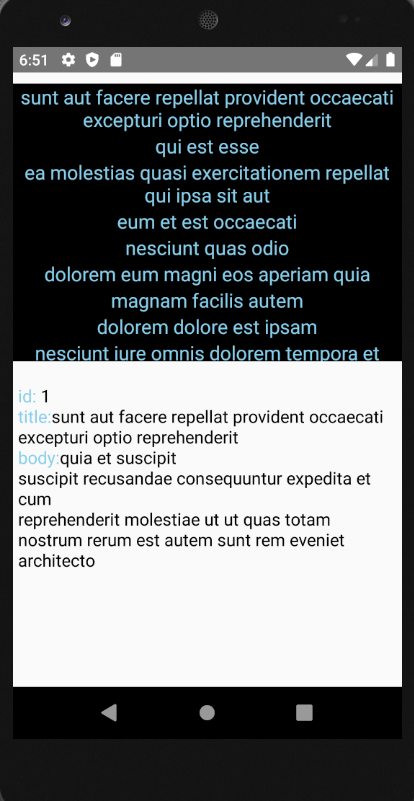 6:51
sunt aut facere repellat provident occaecati
excepturi optio reprehenderit
qui est esse
ea molestias quasi exercitationem repellat
qui ipsa sit aut
eum et est occaecati
nesciunt quas odio
dolorem eum magni eos aperiam quia
magnam facilis autem
dolorem dolore est ipsam
nesciunt iure omnis dolorem tempora et
id: 1
title:sunt aut facere repellat provident occaecati
excepturi optio reprehenderit
body:quia et suscipit
suscipit recusandae consequuntur expedita et
cum
reprehenderit molestiae ut ut quas totam
nostrum rerum est autem sunt rem eveniet
architecto